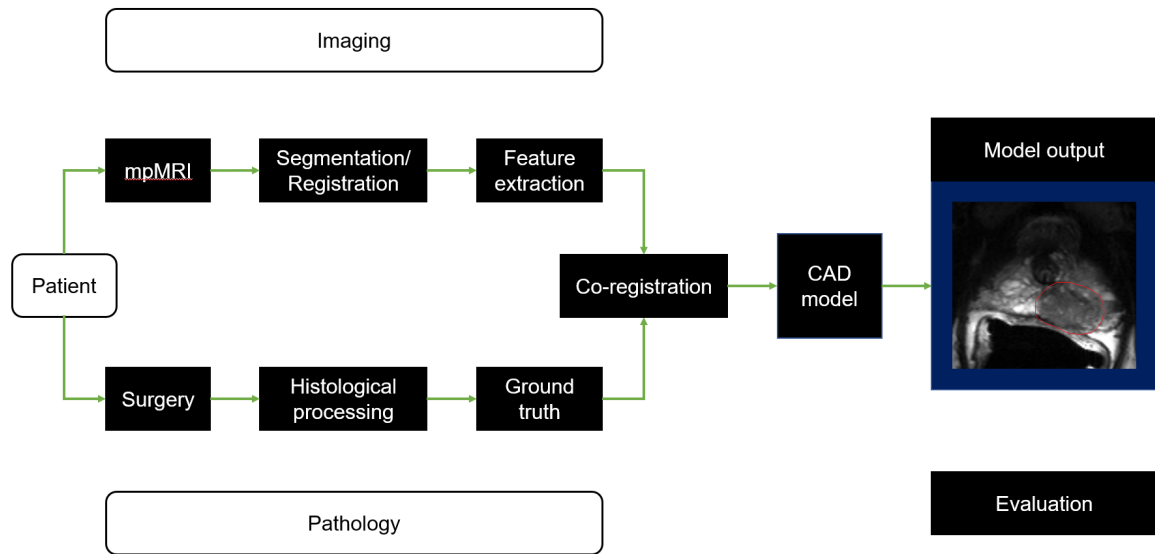 Imaging
mpMRI
Segmentation/
Registration
Feature
extraction
Model output
Patient
Co-registration
CAD
model
Surgery
Histological
processing
Ground
truth
Pathology
Evaluation